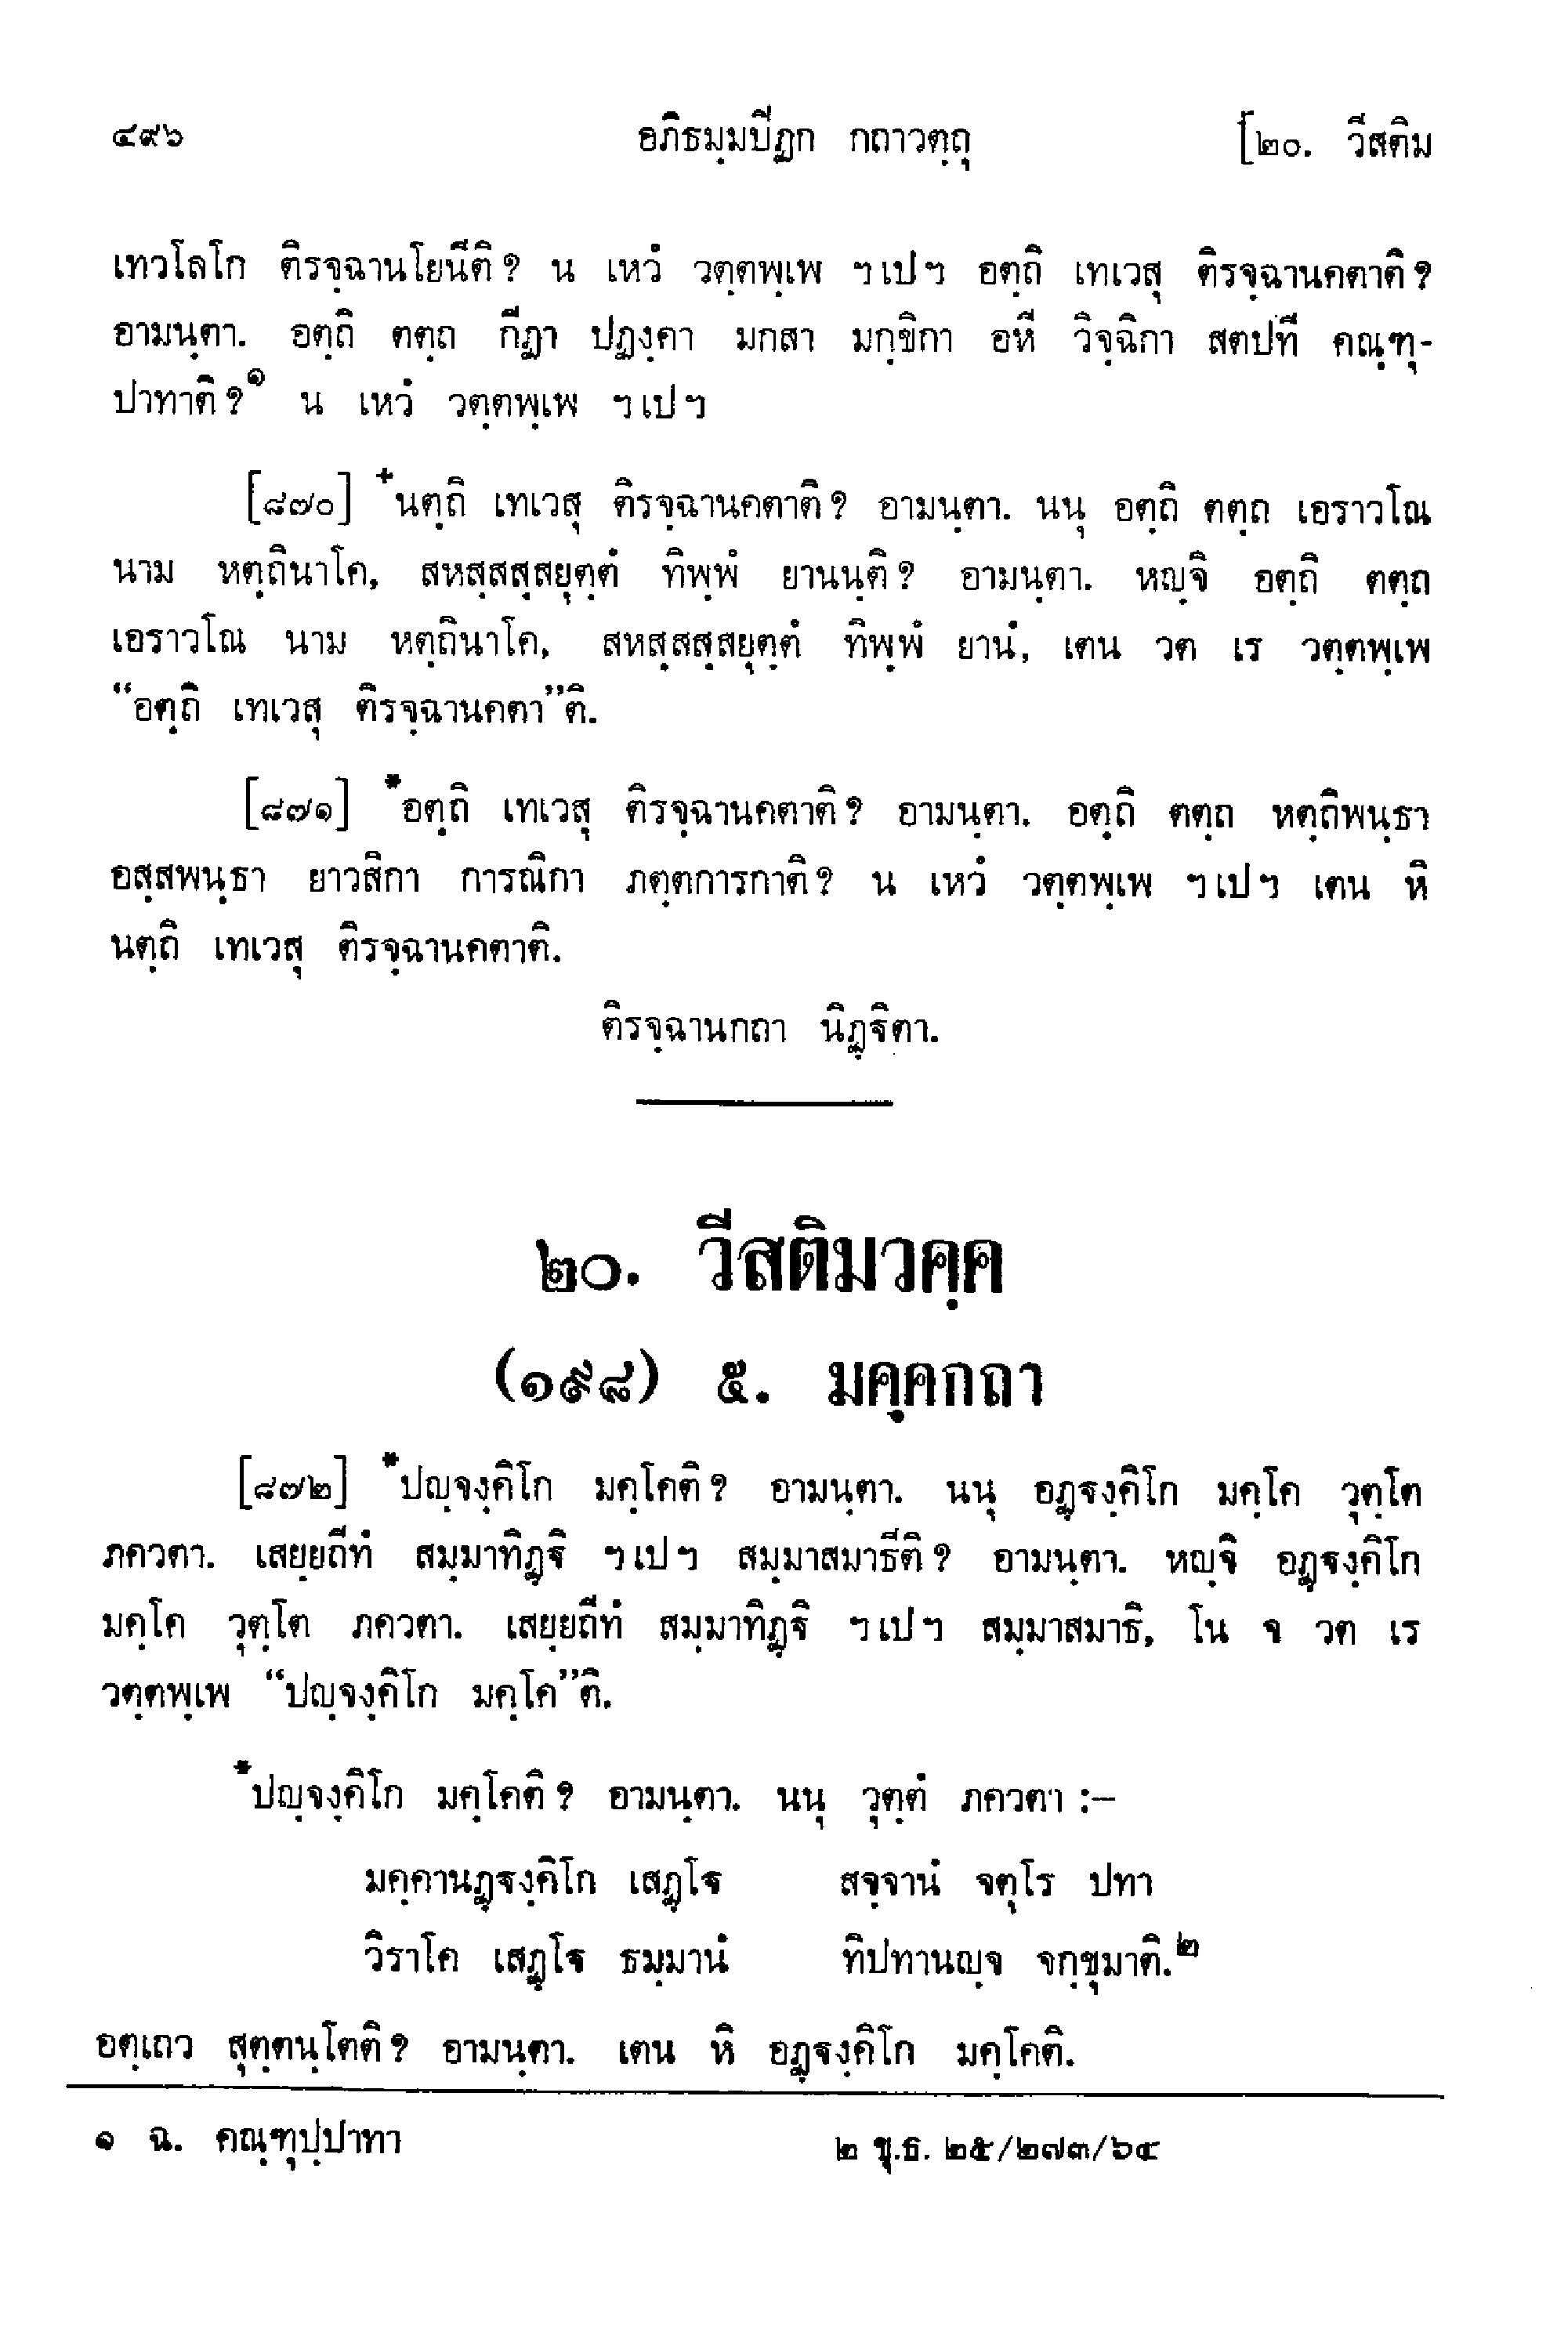 ๔๙๖ อภิธมฺมปีฏก กถาวตฺถุ [๒๐. วีสติม
เทวโลโก ติรจฺฉานโยนีติ? น เหวํ วตฺตพฺเพ ฯเปฯ อตฺถิ เทเวสุ ติรจฺฉานคตาติ?
อามนฺตา. อตฺถิ ตตฺถ กีฏา ปฏงฺคา มกสา มกฺขิกา อหี วิจฺฉิกา สตปที คณฺฑุ-
ปาทาติ?๑ น เหวํ วตฺตพฺเพ ฯเปฯ
[๘๗๐] +นตฺถิ เทเวสุ ติรจฺฉานคตาติ? อามนฺตา. นนุ อตฺถิ ตตฺถ เอราวโณ
นาม หตฺถินาโค, สหสฺสสฺสยุตฺตํ ทิพฺพํ ยานนฺติ? อามนฺตา. หญฺจิ อตฺถิ ตตฺถ
เอราวโณ นาม หตฺถินาโค, สหสฺสสฺสยุตฺตํ ทิพฺพํ ยานํ, เตน วต เร วตฺตพฺเพ
“อตฺถิ เทเวสุ ติรจฺฉานคตา”ติ.
[๘๗๑] *อตฺถิ เทเวสุ ติรจฺฉานคตาติ? อามนฺตา. อตฺถิ ตตฺถ หตฺถิพนฺธา
อสฺสพนฺธา ยาวสิกา การณิกา ภตฺตการกาติ? น เหวํ วตฺตพฺเพ ฯเปฯ เตน หิ
นตฺถิ เทเวสุ ติรจฺฉานคตาติ.
ติรจฺฉานกถา นิฏฺฐิตา.
๒๐. วีสติมวคฺค
(๑๙๘) ๕. มคฺคกถา
[๘๗๒] *ปญฺจงฺคิโก มคฺโคติ? อามนฺตา. นนุ อฏฺฐงฺคิโก มคฺโค วุตฺโต
ภควตา. เสยฺยถีทํ สมฺมาทิฏฺฐิ ฯเปฯ สมฺมาสมาธีติ? อามนฺตา. หญฺจิ อฏฺฐงฺคิโก
มคฺโค วุตฺโต ภควตา. เสยฺยถีทํ สมฺมาทิฏฺฐิ ฯเปฯ สมฺมาสมาธิ, โน จ วต เร
วตฺตพฺเพ “ปญฺจงฺคิโก มคฺโค”ติ.
*ปญฺจงฺคิโก มคฺโคติ? อามนฺตา. นนุ วุตฺตํ ภควตา :–
มคฺคานฏฺฐงฺคิโก เสฏฺโฐ สจฺจานํ จตุโร ปทา
วิราโค เสฏฺโฐ ธมฺมานํ ทิปทานญฺจ จกฺขุมาติ.๒
อตฺเถว สุตฺตนฺโตติ? อามนฺตา. เตน หิ อฏฺฐงฺคิโก มคฺโคติ.
๑ ฉ. คณฺฑุปฺปาทา ๒ ขุ.ธ. ๒๕/๒๗๓/๖๔